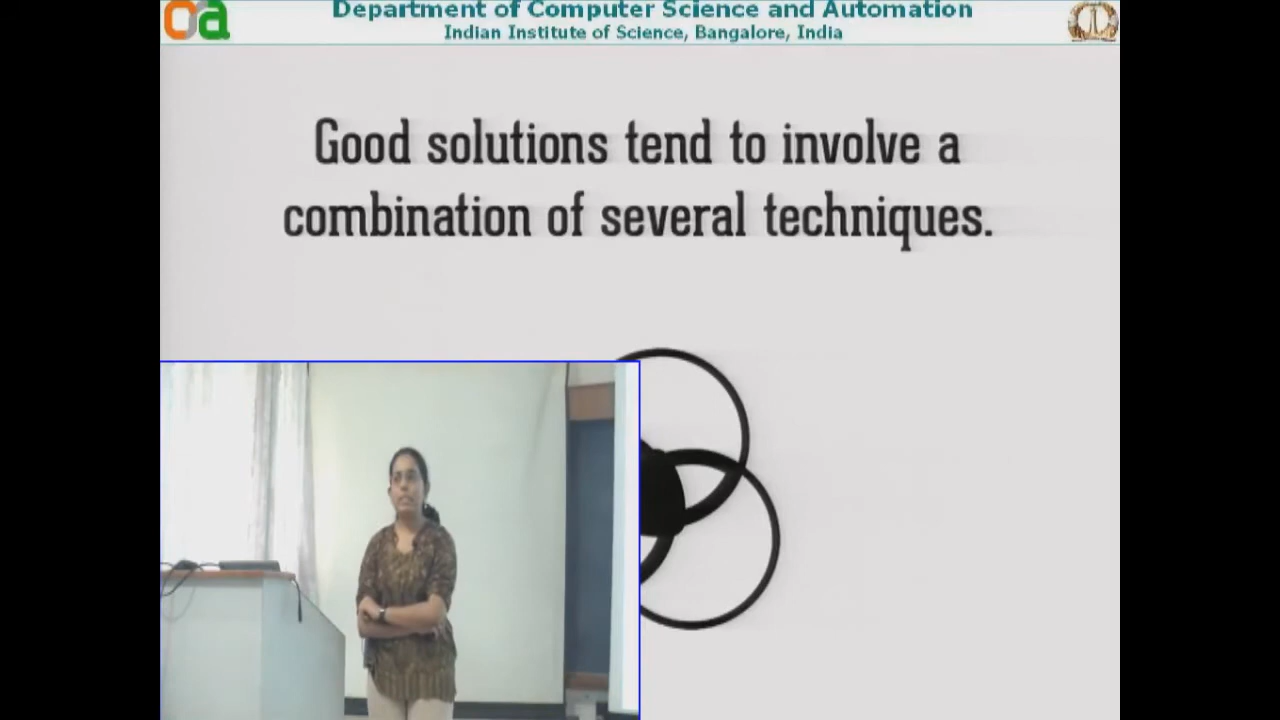 Department of Computer Science and Automation
Indian Institute of Science, Bangalore, India
Good solutions tend to involve a
combination of several techniques.